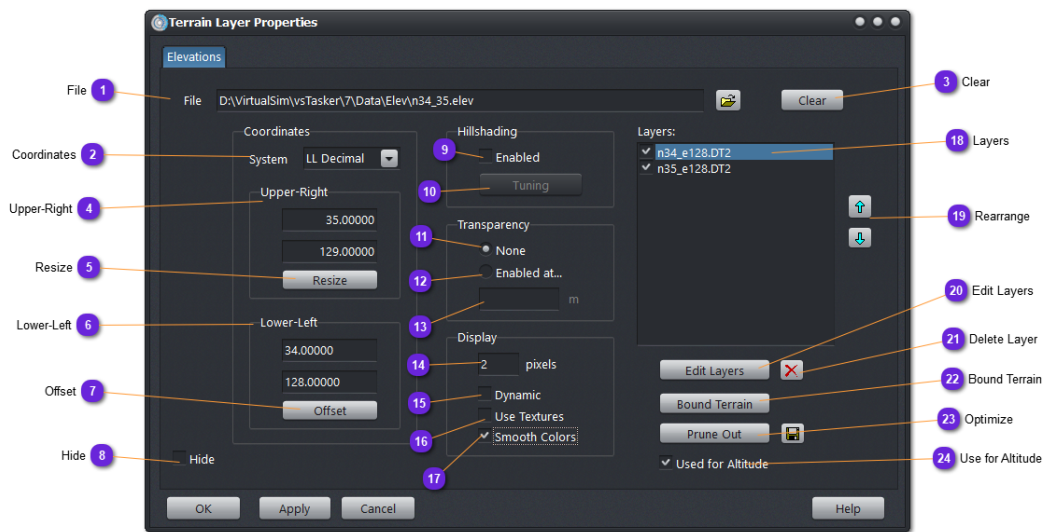 Terrain Layer Properties
Elevations
File 1
File D:\VirtualSim\vsTasker\7\Data\Elev\n34_35.elev
Clear
3 Clear
Coordinates
Coordinates 2
System LL Decimal
Upper-Right
Upper-Right 4
35.00000
129.00000
Resize 5
Resize
Lower-Left 6
Lower-Left
34.00000
128.00000
Offset 7
Offset
Hide 8
Hide
Hillshading
9
Enabled
10
Tuning
Transparency
11
None
12
Enabled at...
13
m
Display
14
2 pixels
15
Dynamic
16
Use Textures
17
Smooth Colors
Layers:
n34_e128.DT2
n35_e128.DT2
18 Layers
19 Rearrange
20 Edit Layers
Edit Layers
21 Delete Layer
Bound Terrain
22 Bound Terrain
Prune Out
23 Optimize
Used for Altitude
24 Use for Altitude
OK
Apply
Cancel
Help